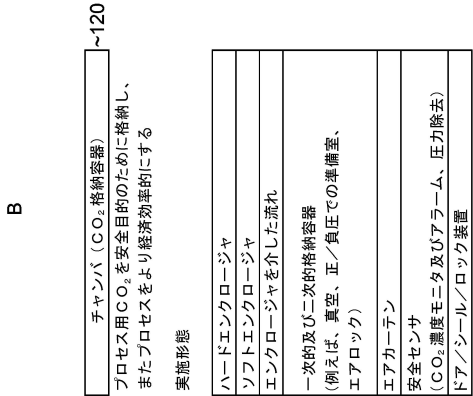 B
チャンバ（CO₂格納容器）
~120
プロセス用CO₂を安全目的のために格納し、
またプロセスをより経済効率的にする
実施形態
ハードエンクロージャ
ソフトエンクロージャ
エンクロージャを介した流れ
一次的及び二次的格納容器
(例えば、真空、正／負圧での準備室、
エアロック)
エアカーテン
安全センサ
(CO₂濃度モニタ及びアラーム、圧力除去)
ドア／シール／ロック装置